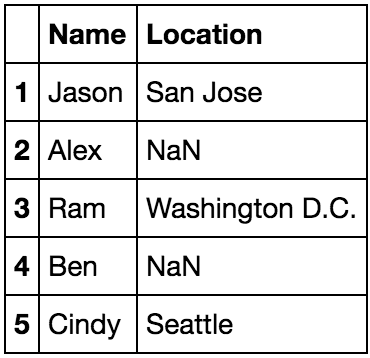 Name Location
1 Jason San Jose
2 Alex NaN
3 Ram Washington D.C.
4 Ben NaN
5 Cindy Seattle